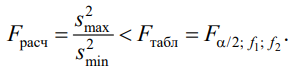 F_расч = s²_max / s²_min < F_табл = F_α/2; f₁; f₂.